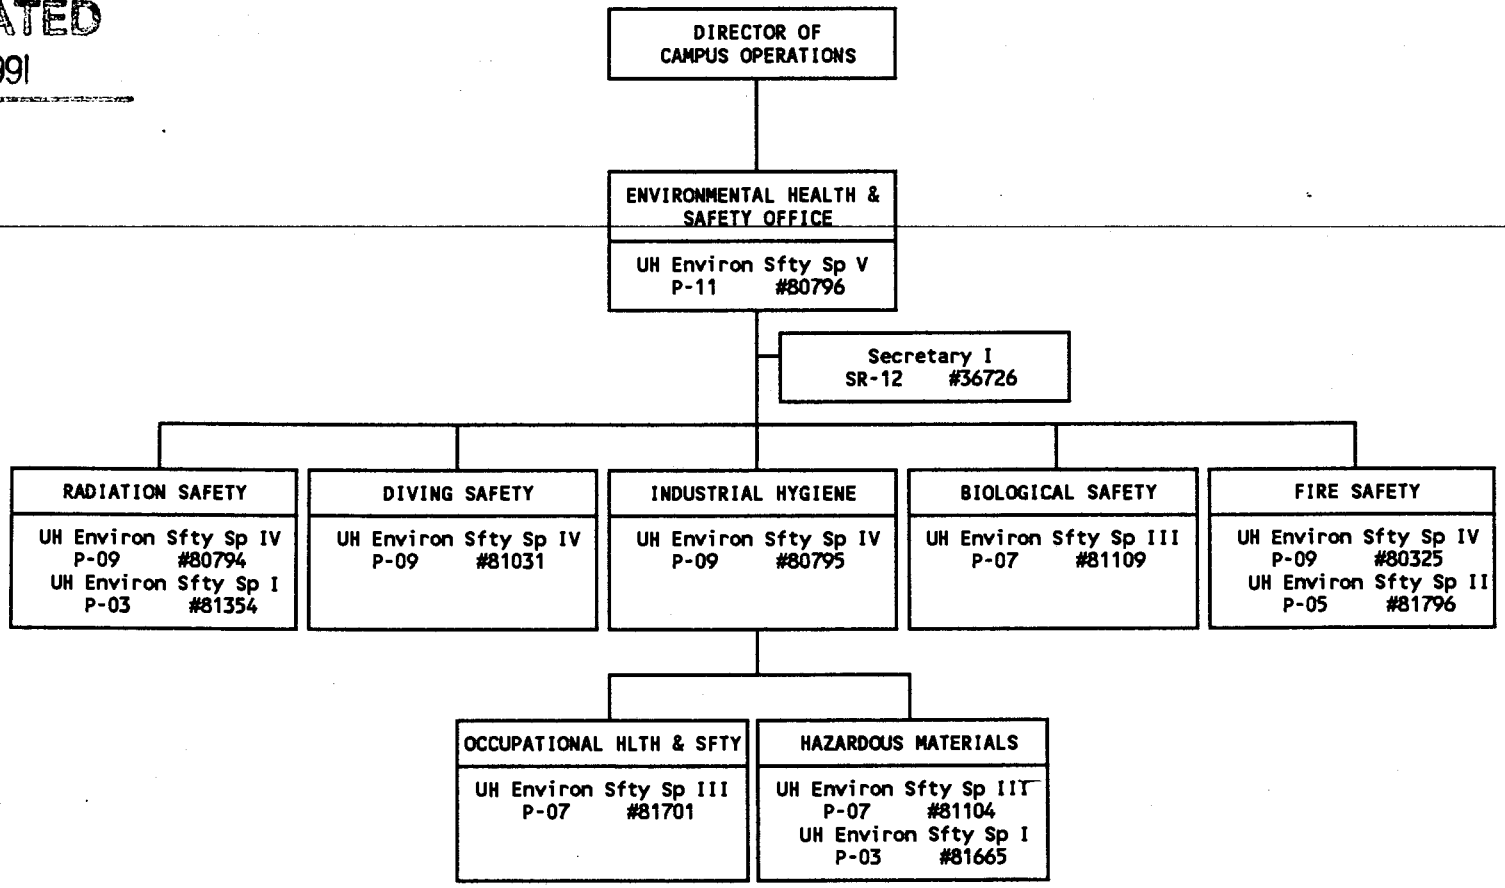 ATED
991
DIRECTOR OF
CAMPUS OPERATIONS
ENVIRONMENTAL HEALTH &
SAFETY OFFICE
UH Environ Sfty Sp V
P-11 #80796
Secretary I
SR-12 #36726
RADIATION SAFETY
UH Environ Sfty Sp IV
P-09 #80794
UH Environ Sfty Sp I
P-03 #81354
DIVING SAFETY
UH Environ Sfty Sp IV
P-09 #81031
INDUSTRIAL HYGIENE
UH Environ Sfty Sp IV
P-09 #80795
BIOLOGICAL SAFETY
UH Environ Sfty Sp III
P-07 #81109
FIRE SAFETY
UH Environ Sfty Sp IV
P-09 #80325
UH Environ Sfty Sp II
P-05 #81796
OCCUPATIONAL HLTH & SFTY
UH Environ Sfty Sp III
P-07 #81701
HAZARDOUS MATERIALS
UH Environ Sfty Sp III
P-07 #81104
UH Environ Sfty Sp I
P-03 #81665